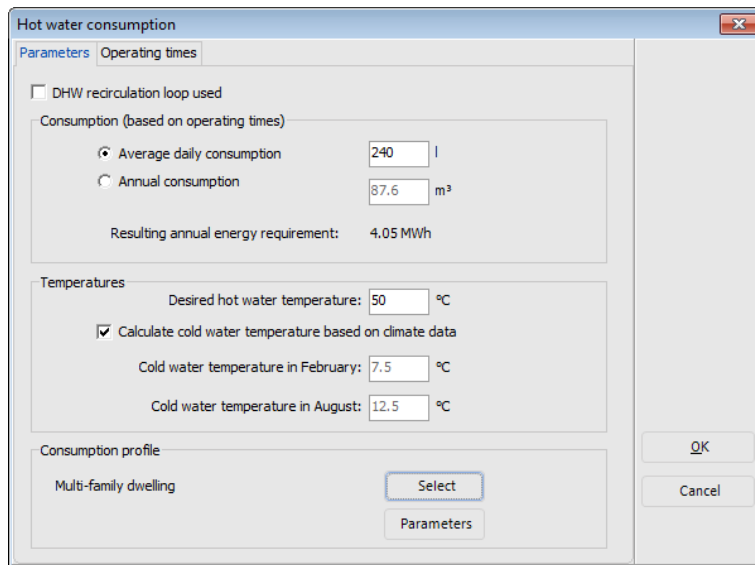 Hot water consumption
Parameters Operating times
DHW recirculation loop used
Consumption (based on operating times)
Average daily consumption 240 l
Annual consumption 87.6 m³
Resulting annual energy requirement: 4.05 MWh
Temperatures
Desired hot water temperature: 50 ºC
Calculate cold water temperature based on climate data
Cold water temperature in February: 7.5 ºC
Cold water temperature in August: 12.5 ºC
Consumption profile
Multi-family dwelling Select
Parameters
OK
Cancel